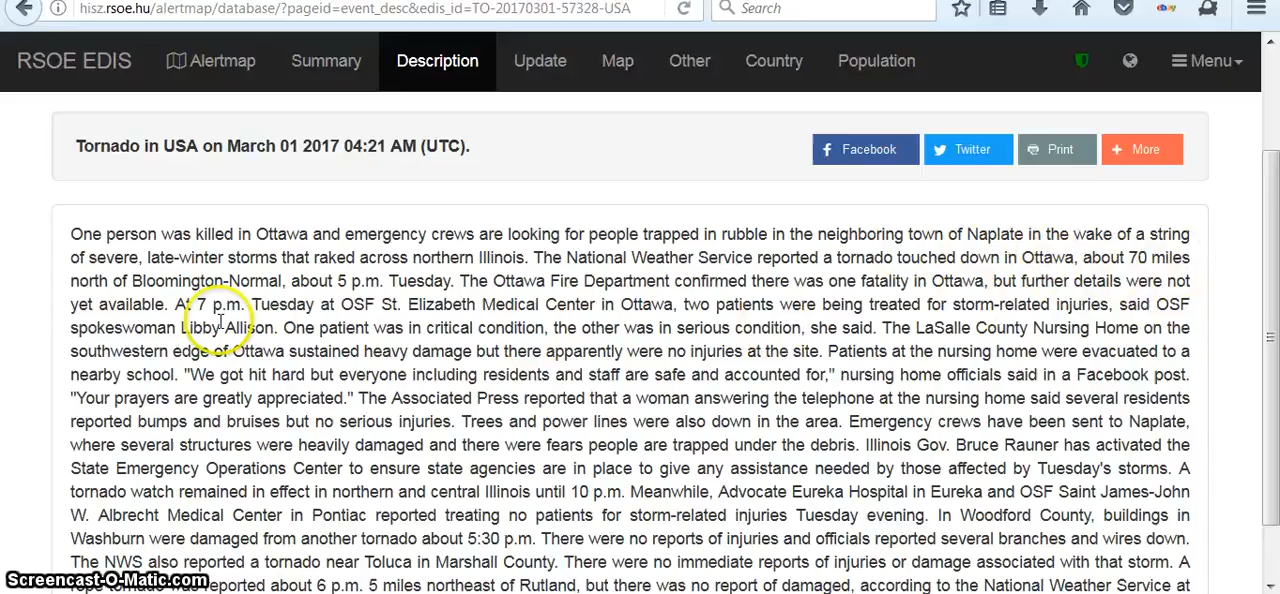 hisz.rsoe.hu/alertmap/database/?pageid=event_desc&edis_id=TO-20170301-57328-USA Search
RSOE EDIS Alertmap Summary Description Update Map Other Country Population Menu
Tornado in USA on March 01 2017 04:21 AM (UTC). Facebook Twitter Print More
One person was killed in Ottawa and emergency crews are looking for people trapped in rubble in the neighboring town of Naplate in the wake of a string
of severe, late-winter storms that raked across northern Illinois. The National Weather Service reported a tornado touched down in Ottawa, about 70 miles
north of Bloomington-Normal, about 5 p.m. Tuesday. The Ottawa Fire Department confirmed there was one fatality in Ottawa, but further details were not
yet available. At 7 p.m. Tuesday at OSF St. Elizabeth Medical Center in Ottawa, two patients were being treted for storm-related injuries, said OSF
spokeswoman Libby Allison. One patient was in critical condition, the other was in serious condition, she said. The LaSalle County Nursing Home on the
southwestern edge of Ottawa sustained heavy damage but there apparently were no injuries at the site. Patients at the nursing home were evacuated to a
nearby school. "We got hit hard but everyone including residents and staff are safe and accounted for," nursing home officials said in a Facebook post.
"Your prayers are greatly appreciated." The Associated Press reported that a woman answering the telephone at the nursing home said several residents
reported bumps and bruises but no serious injuries. Trees and power lines were also down in the area. Emergency crews have been sent to Naplate,
where several structures were heavily damaged and there were fears people are trapped under the debris. Illinois Gov. Bruce Rauner has activated the
State Emergency Operations Center to ensure state agencies are in place to give any assistance needed by those affected by Tuesday's storms. A
tornado watch remained in effect in northern and central Illinois until 10 p.m. Meanwhile, Advocate Eureka Hospital in Eureka and OSF Saint James-John
W. Albrecht Medical Center in Pontiac reported treating no patients for storm-related injuries Tuesday evening. In Woodford County, buildings in
Washburn were damaged from another tornado about 5:30 p.m. There were no reports of injuries and officials reported several branches and wires down.
The NWS also reported a tornado near Toluca in Marshall County. There were no immediate reports of injuries or damage associated with that storm. A
rope tornado was reported about 6 p.m. 5 miles northeast of Rutland, but there was no report of damaged, according to the National Weather Service at
Screencast-O-Matic.com